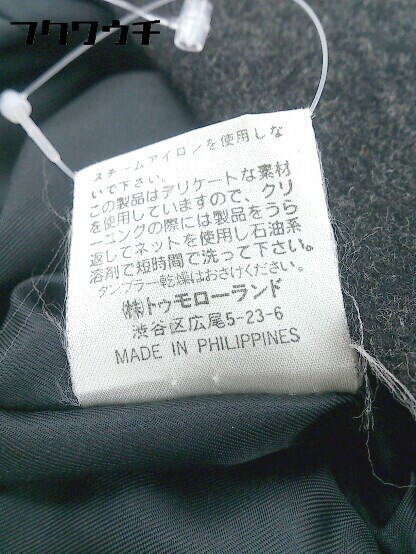 フクワウチ
スチームアイロンを使用しな
いで下さい。
この製品はデリケートな素材
を使用していますので、クリ
ーニングの際には製品をうら
返してネットを使用し石油系
溶剤で短時間で洗って下さい。
タンブラー乾燥はおさけください。
㈱トゥモローランド
渋谷区広尾5-23-6
MADE IN PHILIPPINES